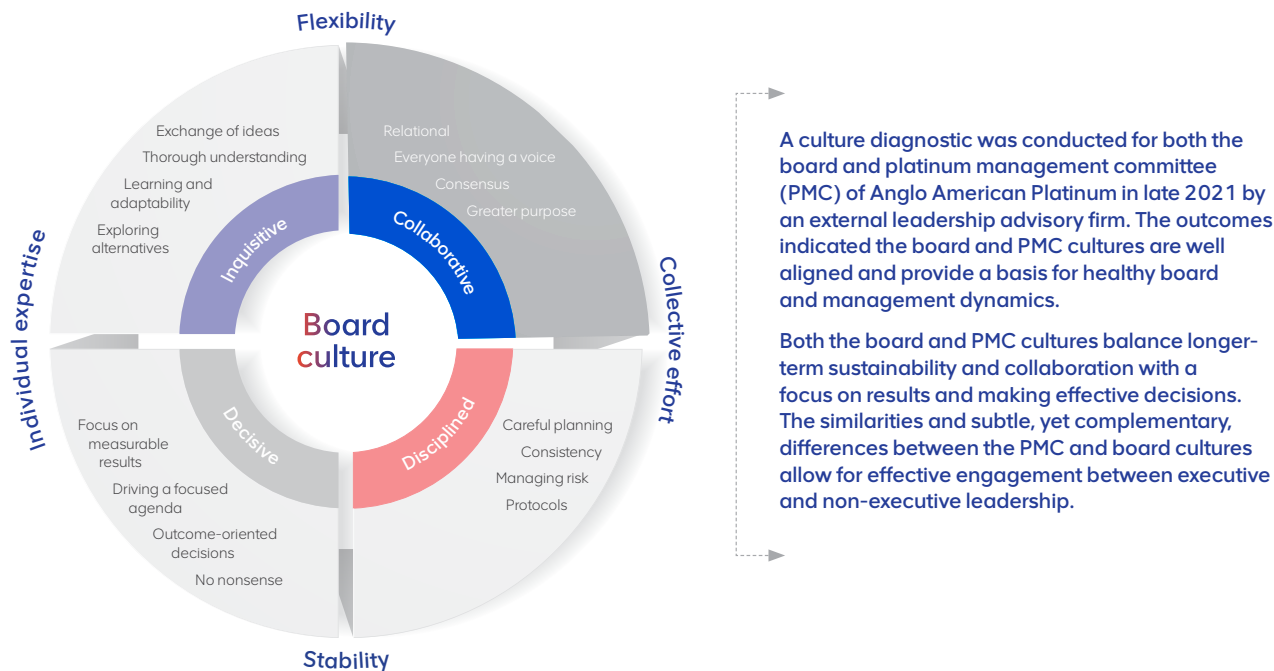 Flexibility
Exchange of ideas
Thorough understanding
Learning and
adaptability
Exploring
alternatives
Inquisitive
Relational
Everyone having a voice
Consensus
Greater purpose
Collaborative
Individual expertise
Board
culture
Collective effort
Focus on
measurable
results
Driving a focused
agenda
Outcome-oriented
decisions
No nonsense
Decisive
Careful planning
Consistency
Managing risk
Protocols
Disciplined
Stability
A culture diagnostic was conducted for both the
board and platinum management committee
(PMC) of Anglo American Platinum in late 2021 by
an external leadership advisory firm. The outcomes
indicated the board and PMC cultures are well
aligned and provide a basis for healthy board
and management dynamics.
Both the board and PMC cultures balance longer-
term sustainability and collaboration with a
focus on results and making effective decisions.
The similarities and subtle, yet complementary,
differences between the PMC and board cultures
allow for effective engagement between executive
and non-executive leadership.